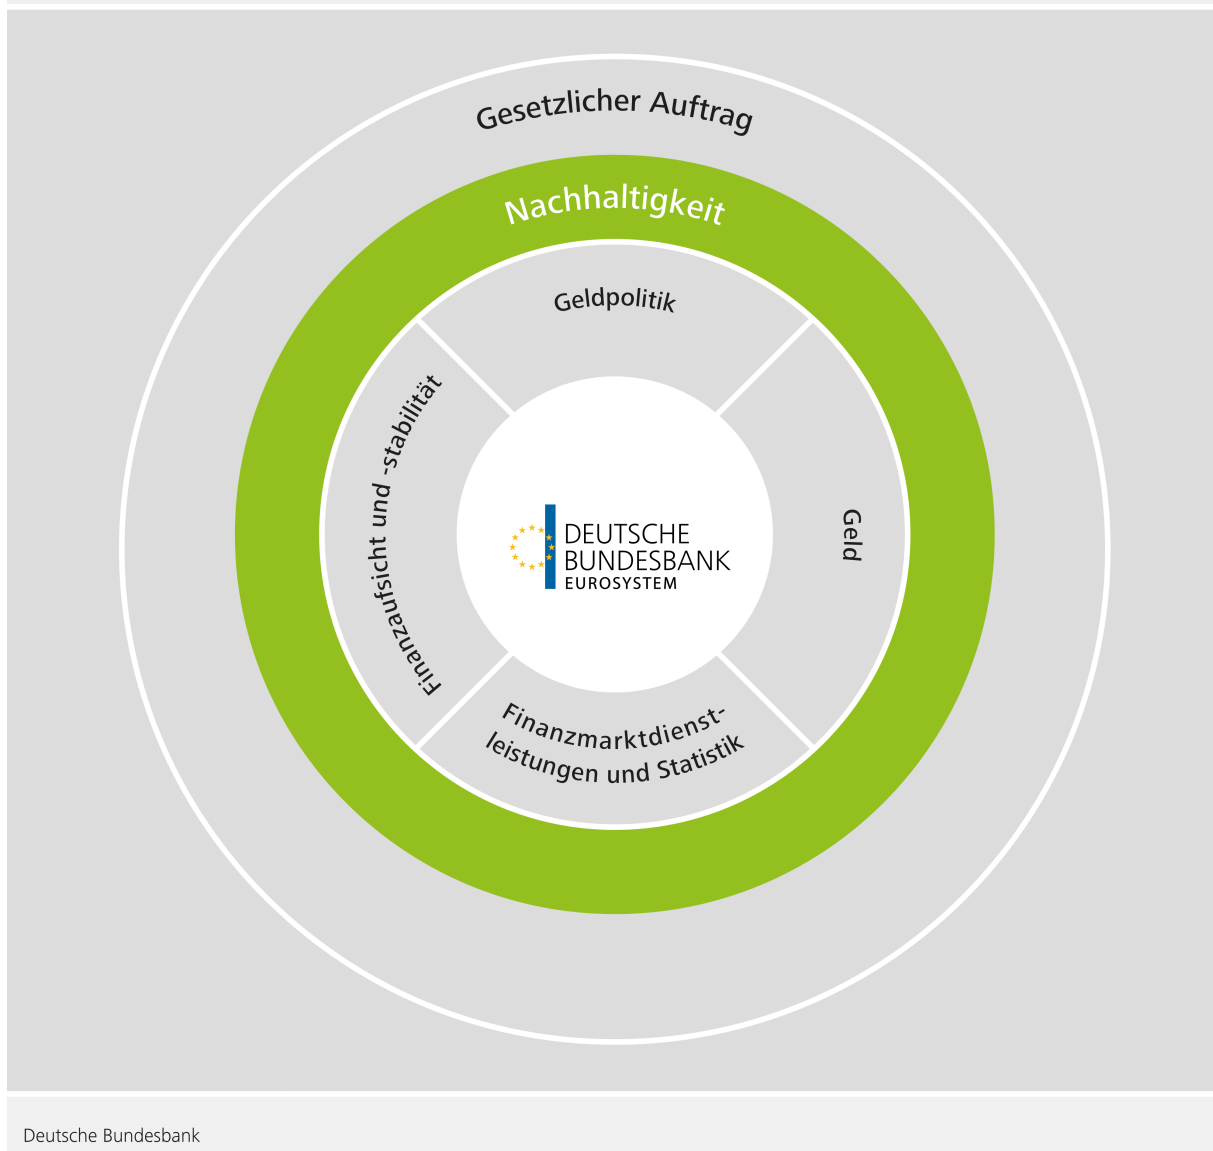 Gesetzlicher Auftrag
Nachhaltigkeit
Geldpolitik
Finanzaufsicht und -stabilität
Geld
DEUTSCHE
BUNDESBANK
EUROSYSTEM
Finanzmarktdienst-
leistungen und Statistik
Deutsche Bundesbank